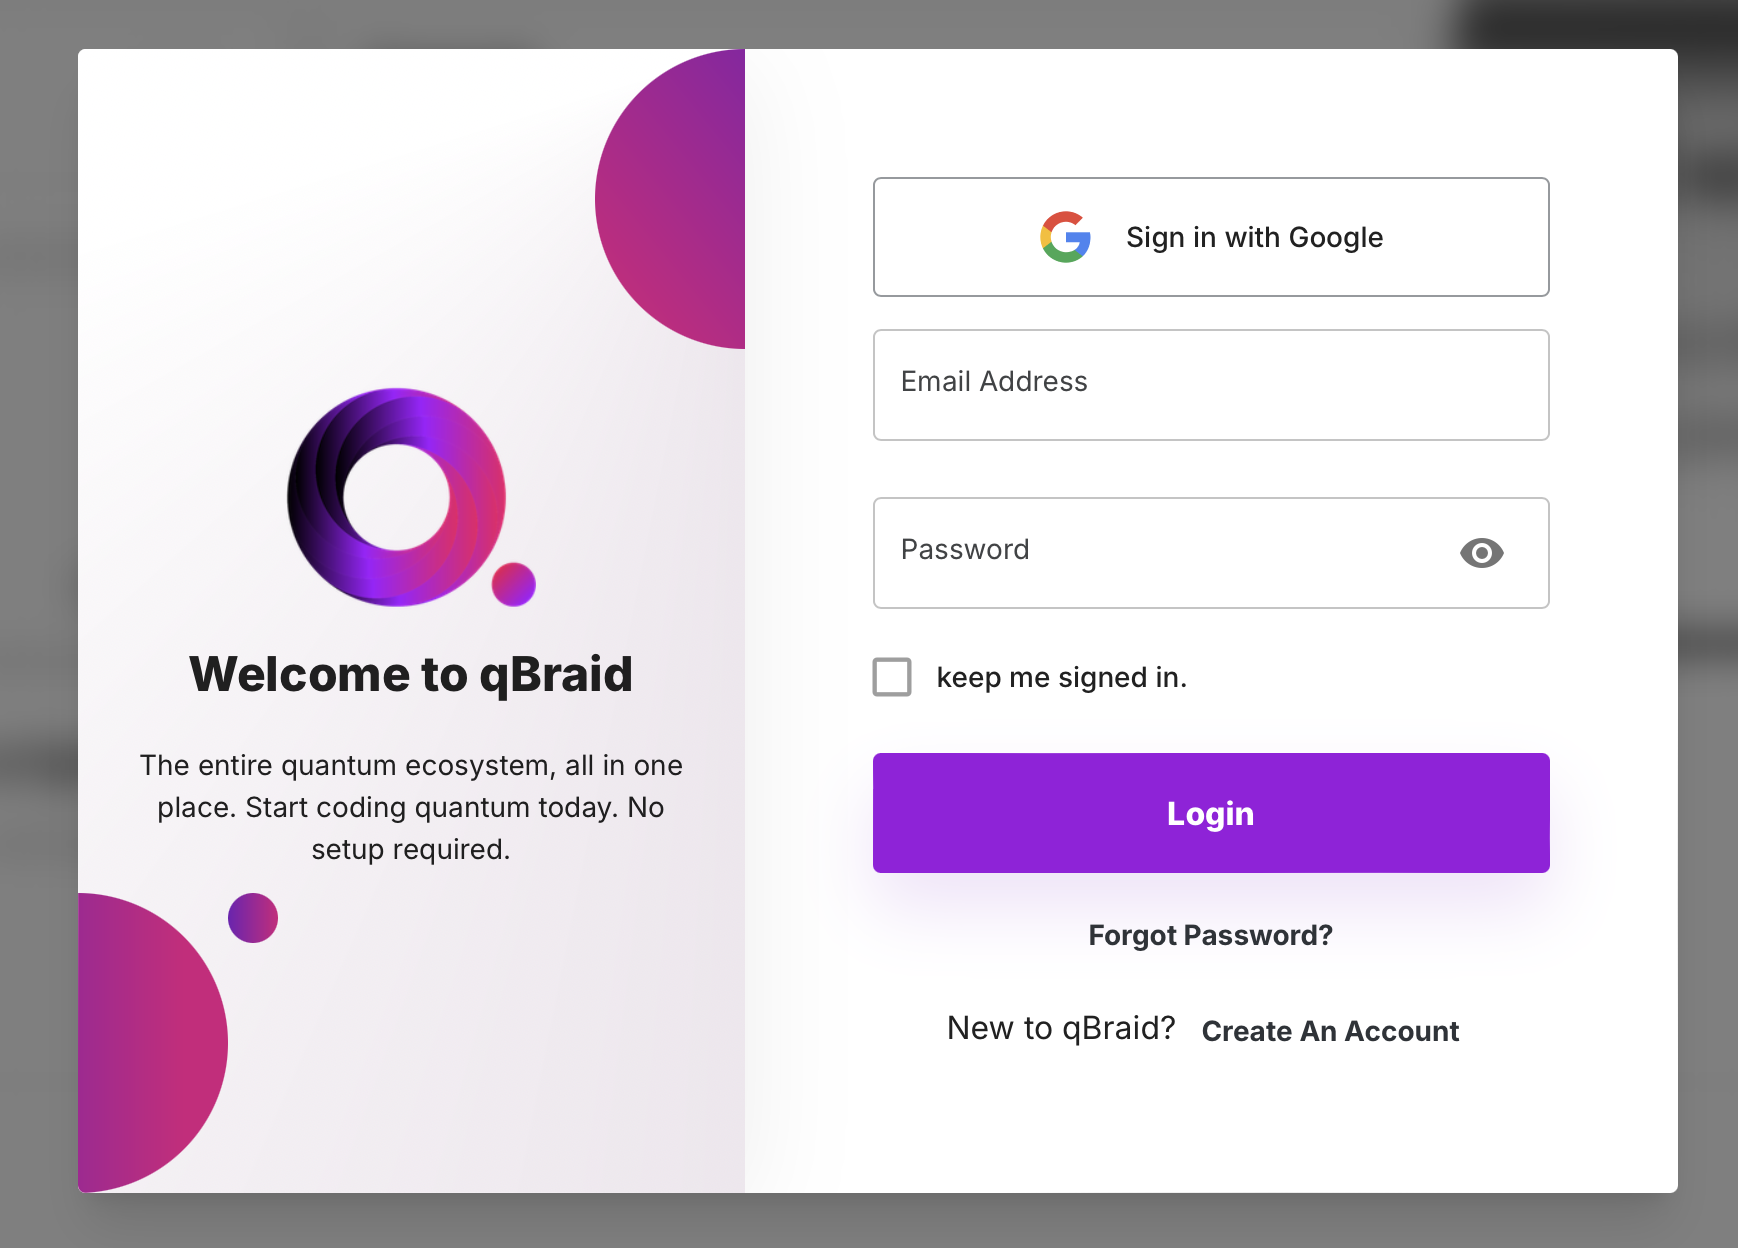 Welcome to qBraid
The entire quantum ecosystem, all in one
place. Start coding quantum today. No
setup required.
Sign in with Google
Email Address
Password
keep me signed in.
Login
Forgot Password?
New to qBraid? Create An Account